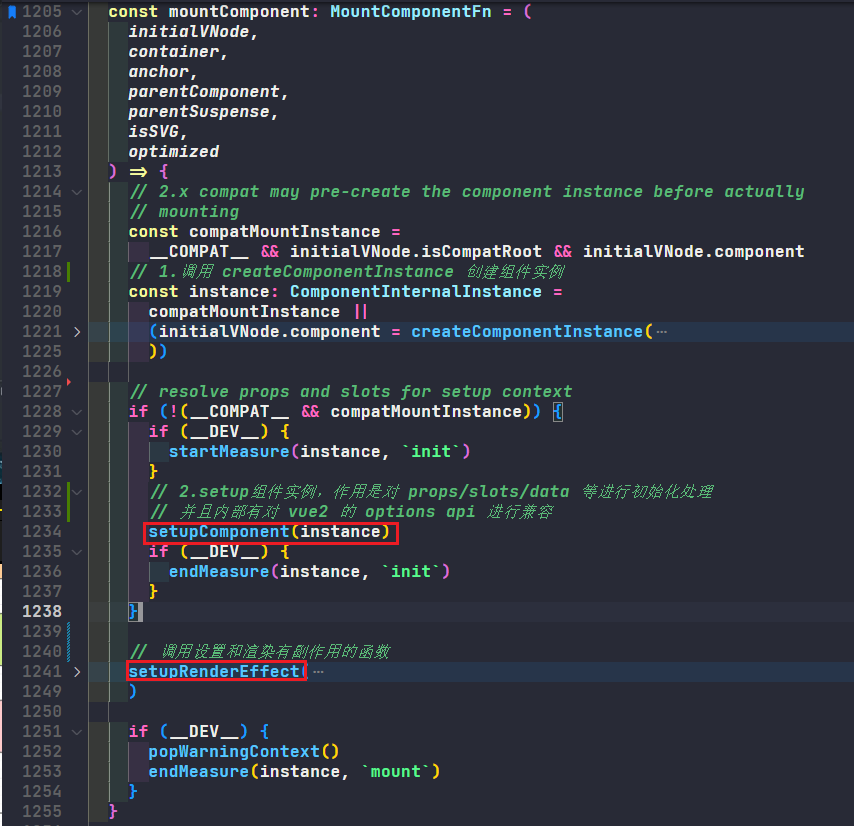 1205 const mountComponent: MountComponentFn = (
1206 initialVNode,
1207 container,
1208 anchor,
1209 parentComponent,
1210 parentSuspense,
1211 isSVG,
1212 optimized
1213 ) => {
1214 // 2.x compat may pre-create the component instance before actually
1215 // mounting
1216 const compatMountInstance =
1217 __COMPAT__ && initialVNode.isCompatRoot && initialVNode.component
1218 // 1.调用 createComponentInstance 创建组件实例
1219 const instance: ComponentInternalInstance =
1220 compatMountInstance ||
1221 (initialVNode.component = createComponentInstance( ⋯
1225 ))
1226
1227 // resolve props and slots for setup context
1228 if (!(__COMPAT__ && compatMountInstance)) {
1229 if (__DEV__) {
1230 startMeasure(instance, `init`)
1231 }
1232 // 2.setup组件实例，作用是对 props/slots/data 等进行初始化处理
1233 // 并且内部有对 vue2 的 options api 进行兼容
1234 setupComponent(instance)
1235 if (__DEV__) {
1236 endMeasure(instance, `init`)
1237 }
1238 }
1239
1240 // 调用设置和渲染有副作用的函数
1241 setupRenderEffect( ⋯
1249 )
1250
1251 if (__DEV__) {
1252 popWarningContext()
1253 endMeasure(instance, `mount`)
1254 }
1255 }